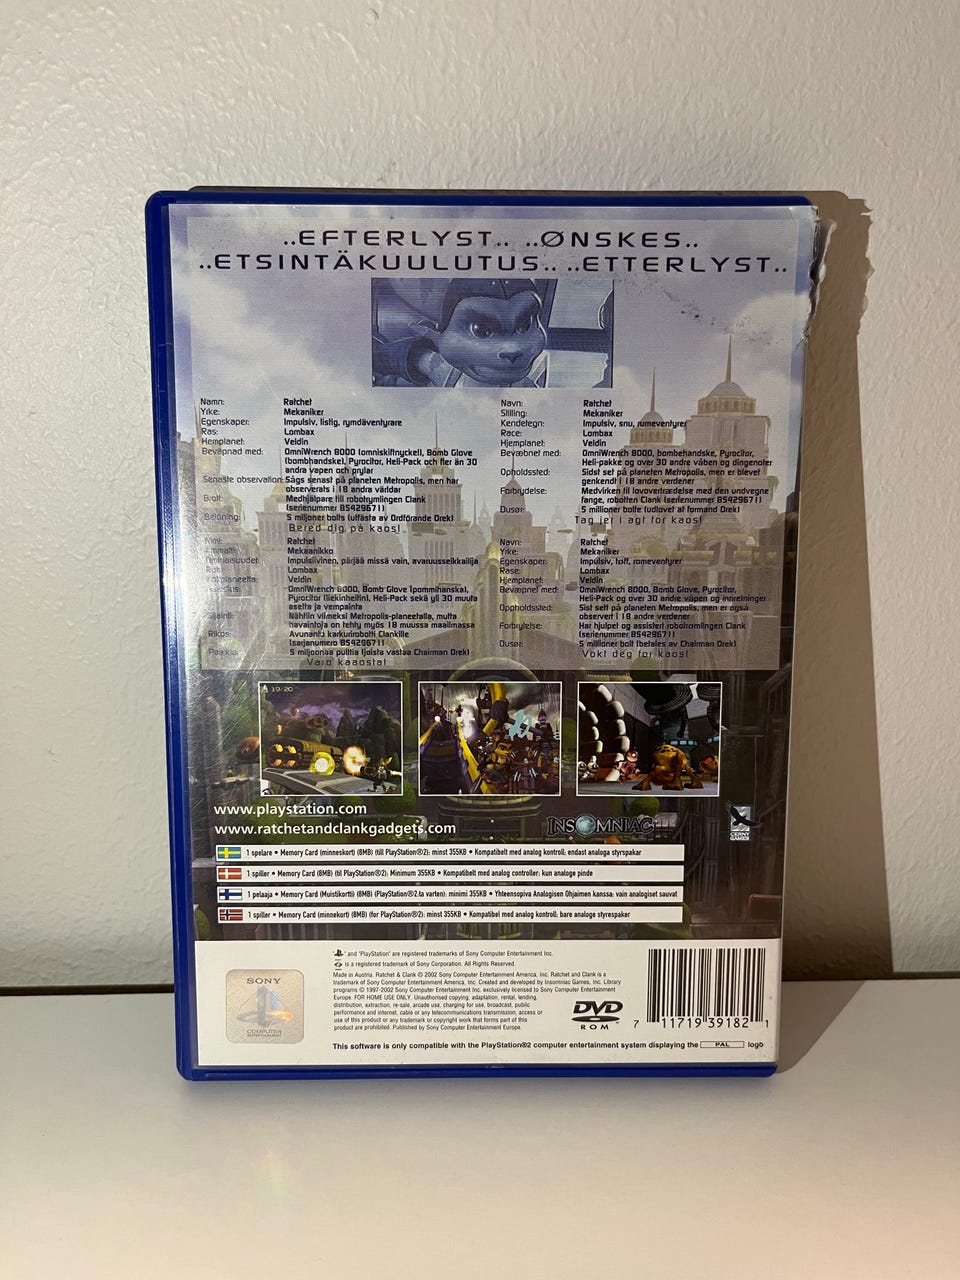 ..EFTERLYST.. ..ØNSKES..
..ETSINTÄKUULUTUS.. ..ETTERLYST..
Namn: Ratchet
Yrke: Mekaniker
Egenskaper: Impulsiv, listig, rymdäventyrare
Ras: Lombax
Hemplanet: Veldin
Beväpnad med: OmniWrench 8000 (omniskiftnyckel), Bomb Glove
(bombhandske), Pyrocitor, Heli-Pack och fler än 30
andra vapen och prylar
Senaste observation: Sågs senast på planeten Metropolis, men har
observerats i 18 andra världar
Brott: Medhjälpare till robotrymlingen Clank
(serienummer B5429671)
Belöning: 5 miljoner bolts (utfästa av Ordförande Drek)
Bered dig på kaos!
Navn: Ratchet
Stilling: Mekaniker
Kendetegn: Impulsiv, snu, rumeventyrer
Race: Lombax
Hjemplanet: Veldin
Bevæbnet med: OmniWrench 8000, bombehandske, Pyrocitor,
Heli-pakke og over 30 andre våben og dingenoter
Opholdssted: Sidst set på planeten Metropolis, men er blevet
genkendt i 18 andre verdener
Forbrydelse: Medvirken til lovovertrædelse med den undvegne
fange, robotten Clank (serienummer B5429671)
Dusør: 5 millioner bolte (udlovet af formand Drek)
Tag jer i agt for kaos!
Nimi: Ratchet
Ammatti: Mekaanikko
Ominaisuudet: Impulsiivinen, pärjää missä vain, avaruusseikkailija
Rotu: Lombax
Kotiplaneetta: Veldin
OmniWrench 8000, Bomb Glove (pommihanska),
Pyrocitor (liekinheitin), Heli-Pack sekä yli 30 muuta
asetta ja vempainta
Sijainti: Nähtiin viimeksi Metropolis-planeetalla, mutta
havaintoja on tehty myös 18 muussa maailmassa
Rikos: Avunanto karkurirobotti Clankille
(sarjanumero B5429671)
Palkkio: 5 miljoonaa pulttia (joista vastaa Chairman Drek)
Varo kaaosta!
Navn: Ratchet
Yrke: Mekaniker
Egenskaper: Impulsiv, tøff, romeventyrer
Rase: Lombax
Hjemplanet: Veldin
Bevæpnet med: OmniWrench 8000, Bomb Glove, Pyrocitor,
Heli-Pack og over 30 andre våpen og innretninger
Oppholdssted: Sist sett på planeten Metropolis, men er også
observert i 18 andre verdener
Forbrytelse: Har hjulpet og assistert robotrømlingen Clank
(serienummer B5429671)
Dusør: 5 millioner bolt (betales av Chairman Drek)
Vokt deg for kaos!
19/20
www.playstation.com
www.ratchetandclankgadgets.com
INSOMNIAC
CERNY
GAMES
1 spelare • Memory Card (minneskort) (8MB) (till PlayStation®2): minst 355KB • Kompatibelt med analog kontroll: endast analoga styrspakar
1 spiller • Memory Card (8MB) (til PlayStation®2): Minimum 355KB • Kompatibelt med analog controller: kun analoge pinde
1 pelaaja • Memory Card (Muistikortti) (8MB) (PlayStation®2.ta varten): minimi 355KB • Yhteensopiva Analogisen Ohjaimen kanssa: vain analogiset sauvat
1 spiller • Memory Card (minnekort) (8MB) (for PlayStation®2): minst 355KB • Kompatibel med analog kontroll: bare analoge styrespaker
SONY
COMPUTER
ENTERTAINMENT
" " and "PlayStation" are registered trademarks of Sony Computer Entertainment Inc.
" " is a registered trademark of Sony Corporation. All Rights Reserved.
Made in Austria. Ratchet & Clank © 2002 Sony Computer Entertainment America, Inc. Ratchet and Clank is a
trademark of Sony Computer Entertainment America, Inc. Created and developed by Insomniac Games, Inc. Library
programs © 1997-2002 Sony Computer Entertainment Inc. exclusively licensed to Sony Computer Entertainment
Europe. FOR HOME USE ONLY. Unauthorised copying, adaptation, rental, lending,
distribution, extraction, re-sale, arcade use, charging for use, broadcast, public
performance and internet, cable or any telecommunications transmission, access or
use of this product or any trademark or copyright work that forms part of this
product are prohibited. Published by Sony Computer Entertainment Europe.
DVD
ROM
7 11719 39182 1
This software is only compatible with the PlayStation®2 computer entertainment system displaying the PAL logo